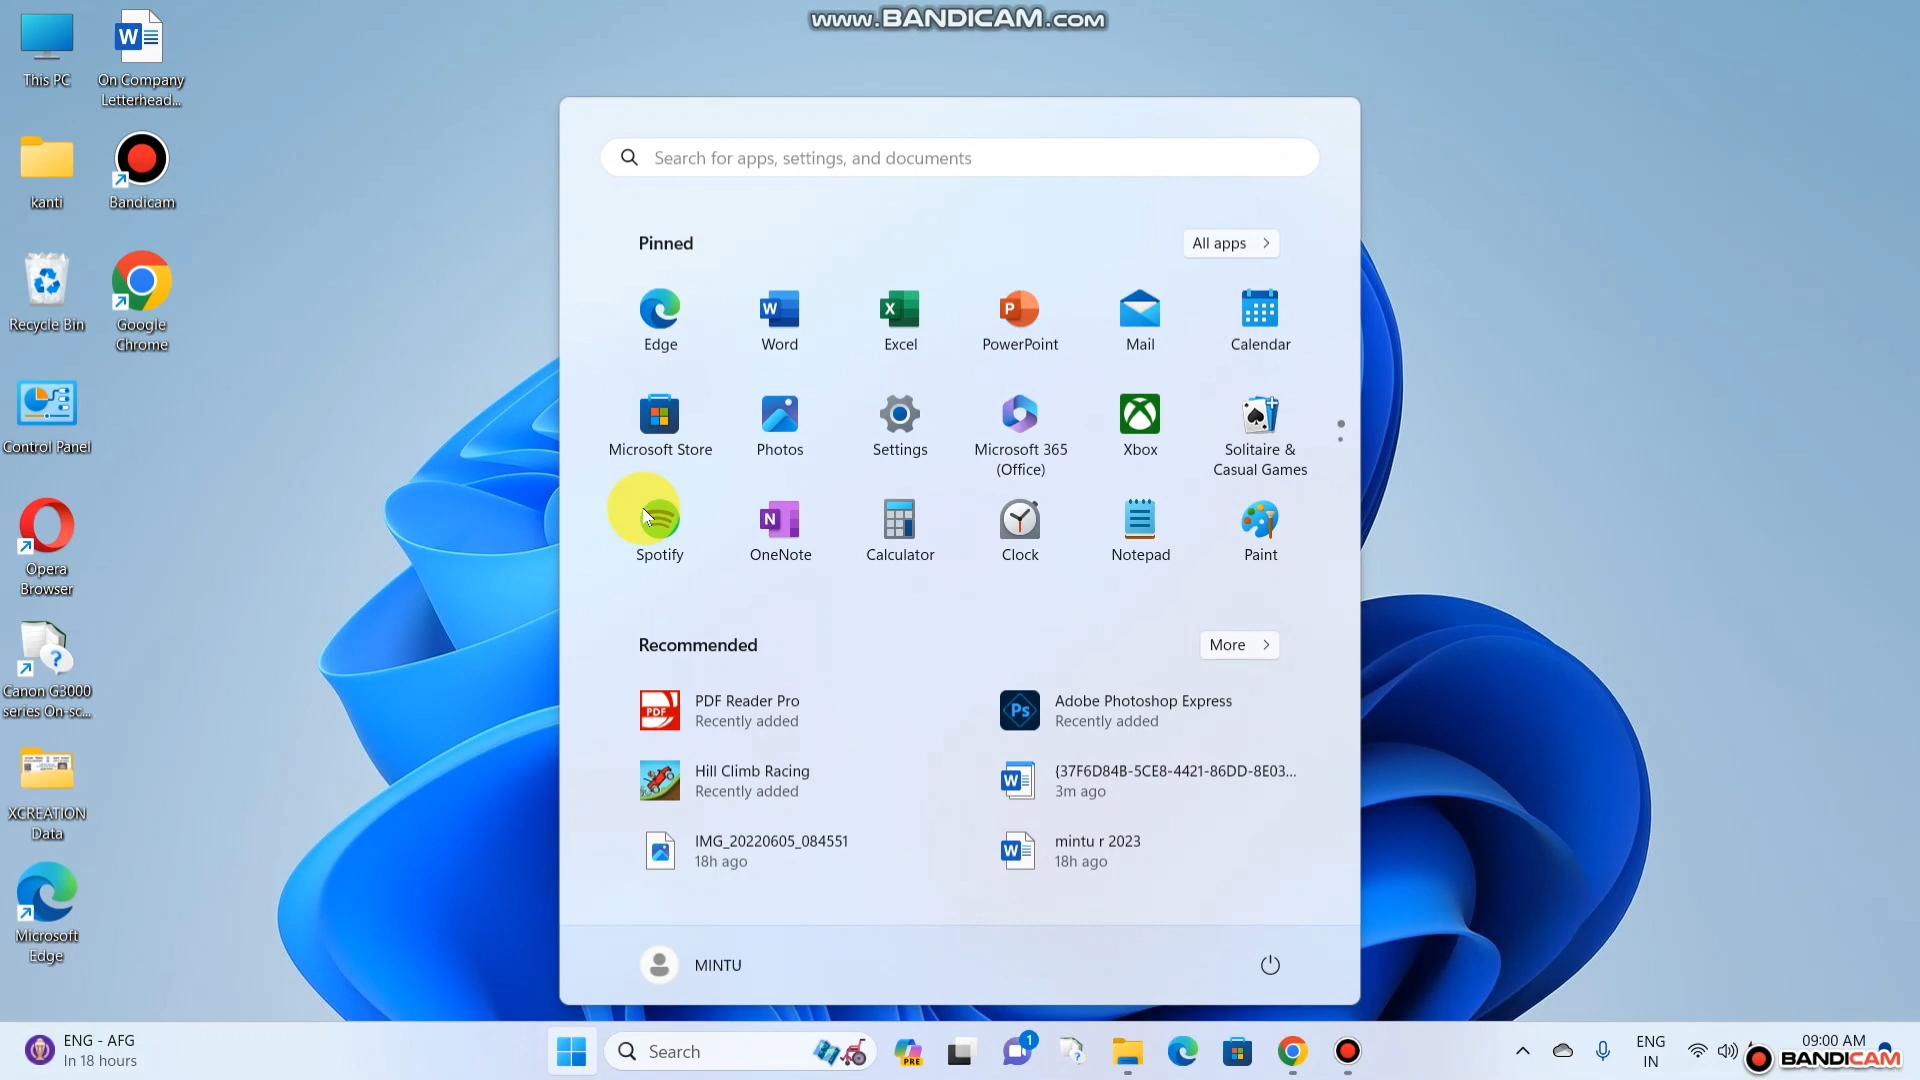 www.BANDICAM.com
This PC
On Company
Letterhead...
kanti
Bandicam
Recycle Bin
Google
Chrome
Control Panel
Opera
Browser
Canon G3000
series On-sc...
XCREATION
Data
Microsoft
Edge
Search for apps, settings, and documents
Pinned
All apps
Edge
Word
Excel
PowerPoint
Mail
Calendar
Microsoft Store
Photos
Settings
Microsoft 365
(Office)
Xbox
Solitaire &
Casual Games
Spotify
OneNote
Calculator
Clock
Notepad
Paint
Recommended
More
PDF
PDF Reader Pro
Recently added
Ps
Adobe Photoshop Express
Recently added
Hill Climb Racing
Recently added
{37F6D84B-5CE8-4421-86DD-8E03...
3m ago
IMG_20220605_084551
18h ago
mintu r 2023
18h ago
MINTU
ENG - AFG
In 18 hours
Search
PRE
1
ENG
IN
09:00 AM
BANDICAM